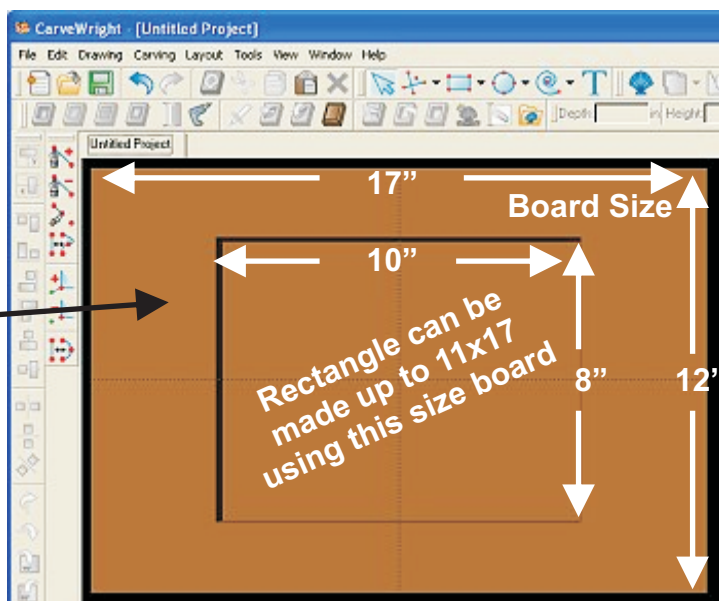 CarveWright - [Untitled Project]
File Edit Drawing Carving Layout Tools View Window Help
T
Depth: in Height:
Untitled Project
17”
Board Size
10”
Rectangle can be
made up to 11x17
using this size board
8”
12”